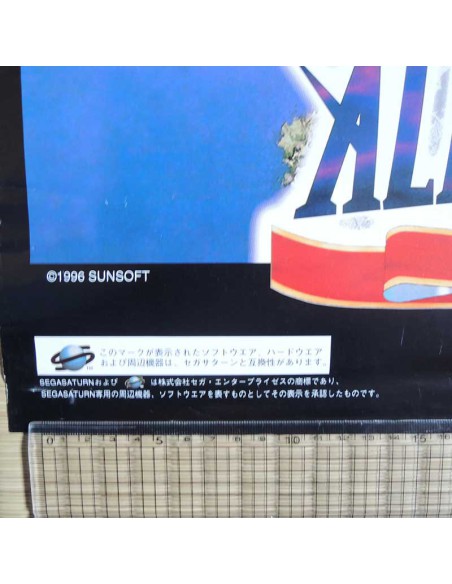 ©1996 SUNSOFT
このマークが表示されたソフトウエア、ハードウエア
および周辺機器は、セガサターンと互換性があります。
TM
SEGASATURNおよび は株式会社セガ・エンタープライゼスの商標であり、
SEGASATURN専用の周辺機器、ソフトウエアを表すものとしてその表示を承認したものです。
0 5 10 15